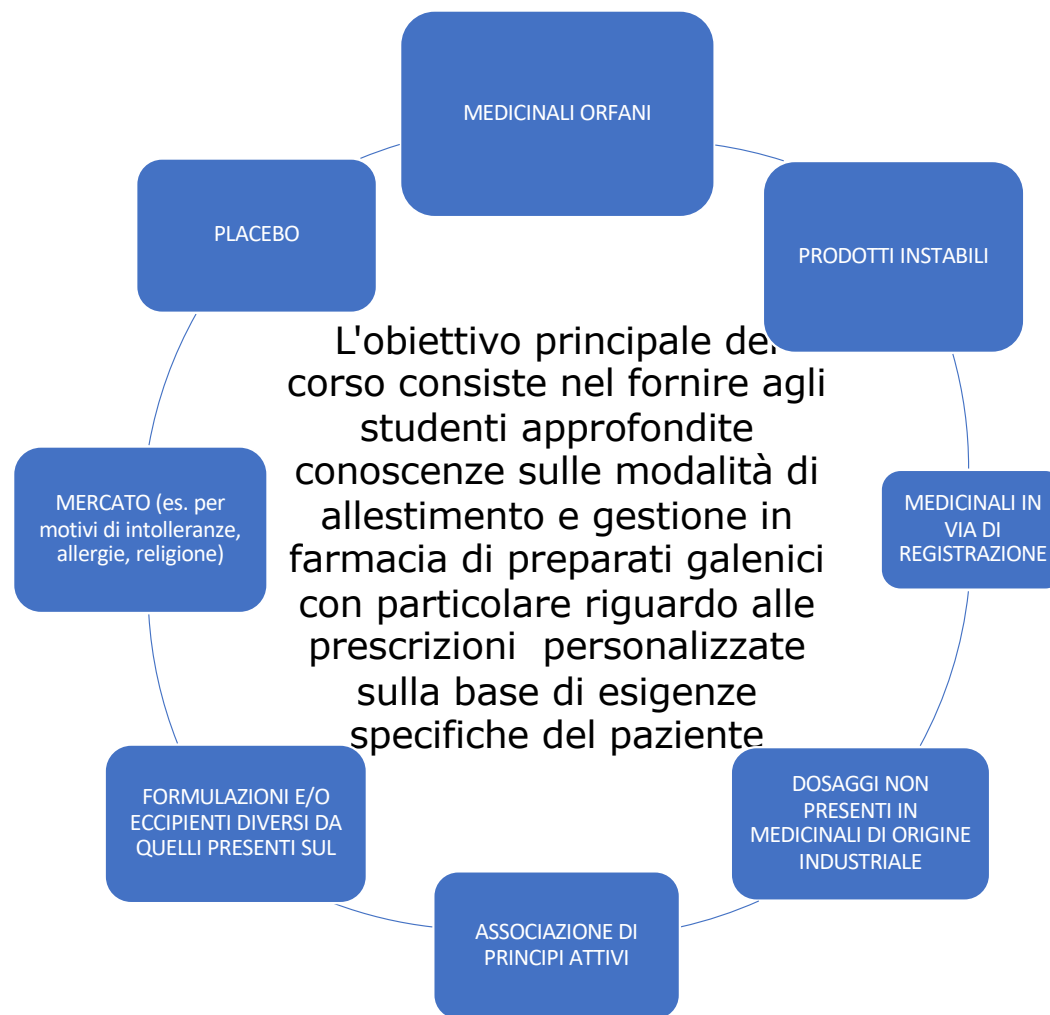 MEDICINALI ORFANI
PRODOTTI INSTABILI
MEDICINALI IN
VIA DI
REGISTRAZIONE
DOSAGGI NON
PRESENTI IN
MEDICINALI DI ORIGINE
INDUSTRIALE
ASSOCIAZIONE DI
PRINCIPI ATTIVI
FORMULAZIONI E/O
ECCIPIENTI DIVERSI DA
QUELLI PRESENTI SUL
MERCATO (es. per
motivi di intolleranze,
allergie, religione)
PLACEBO
L'obiettivo principale del
corso consiste nel fornire agli
studenti approfondite
conoscenze sulle modalità di
allestimento e gestione in
farmacia di preparati galenici
con particolare riguardo alle
prescrizioni  personalizzate
sulla base di esigenze
specifiche del paziente